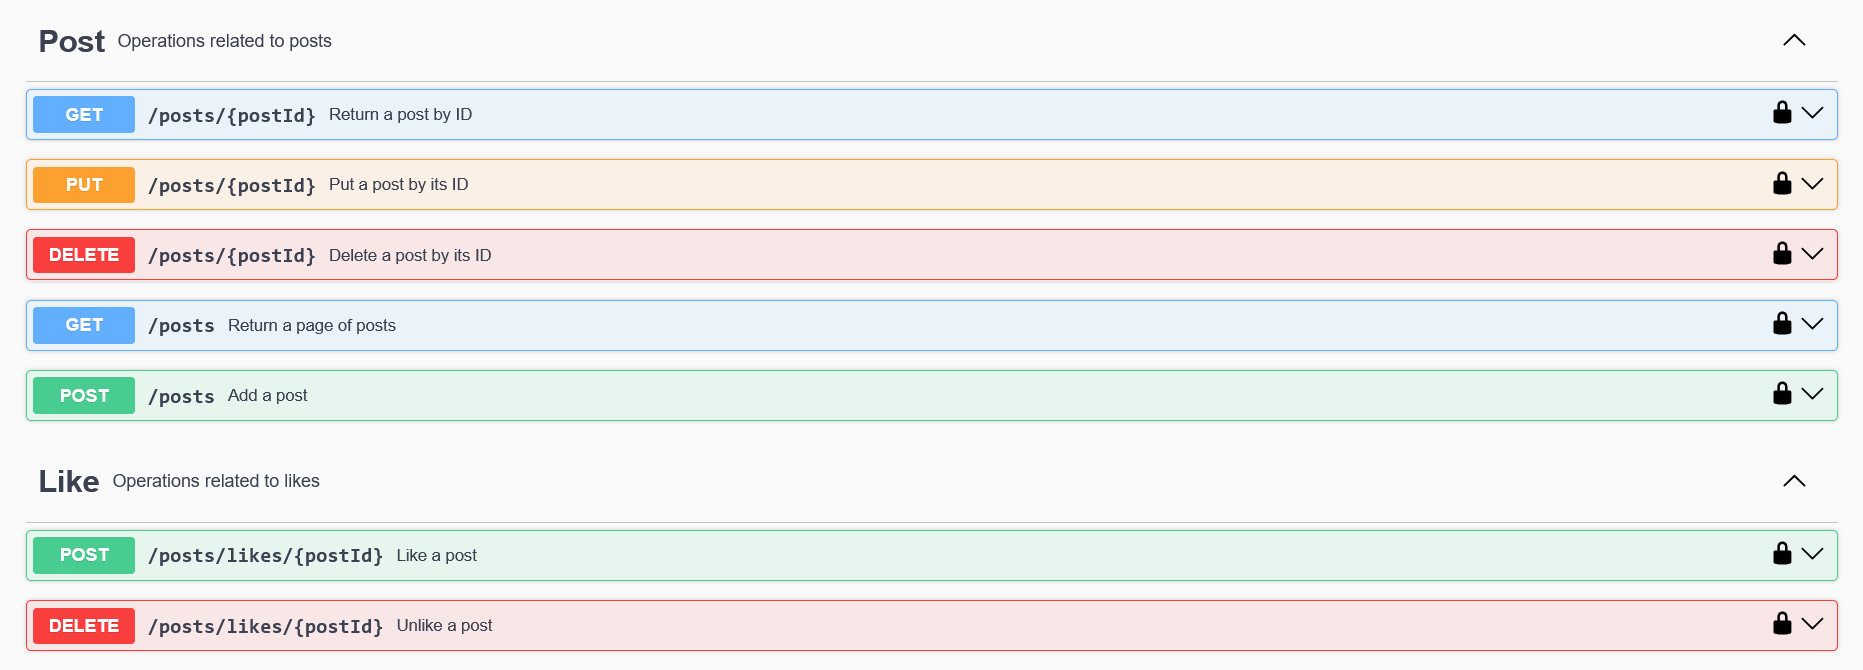 Post Operations related to posts
GET /posts/{postId} Return a post by ID
PUT /posts/{postId} Put a post by its ID
DELETE /posts/{postId} Delete a post by its ID
GET /posts Return a page of posts
POST /posts Add a post
Like Operations related to likes
POST /posts/likes/{postId} Like a post
DELETE /posts/likes/{postId} Unlike a post